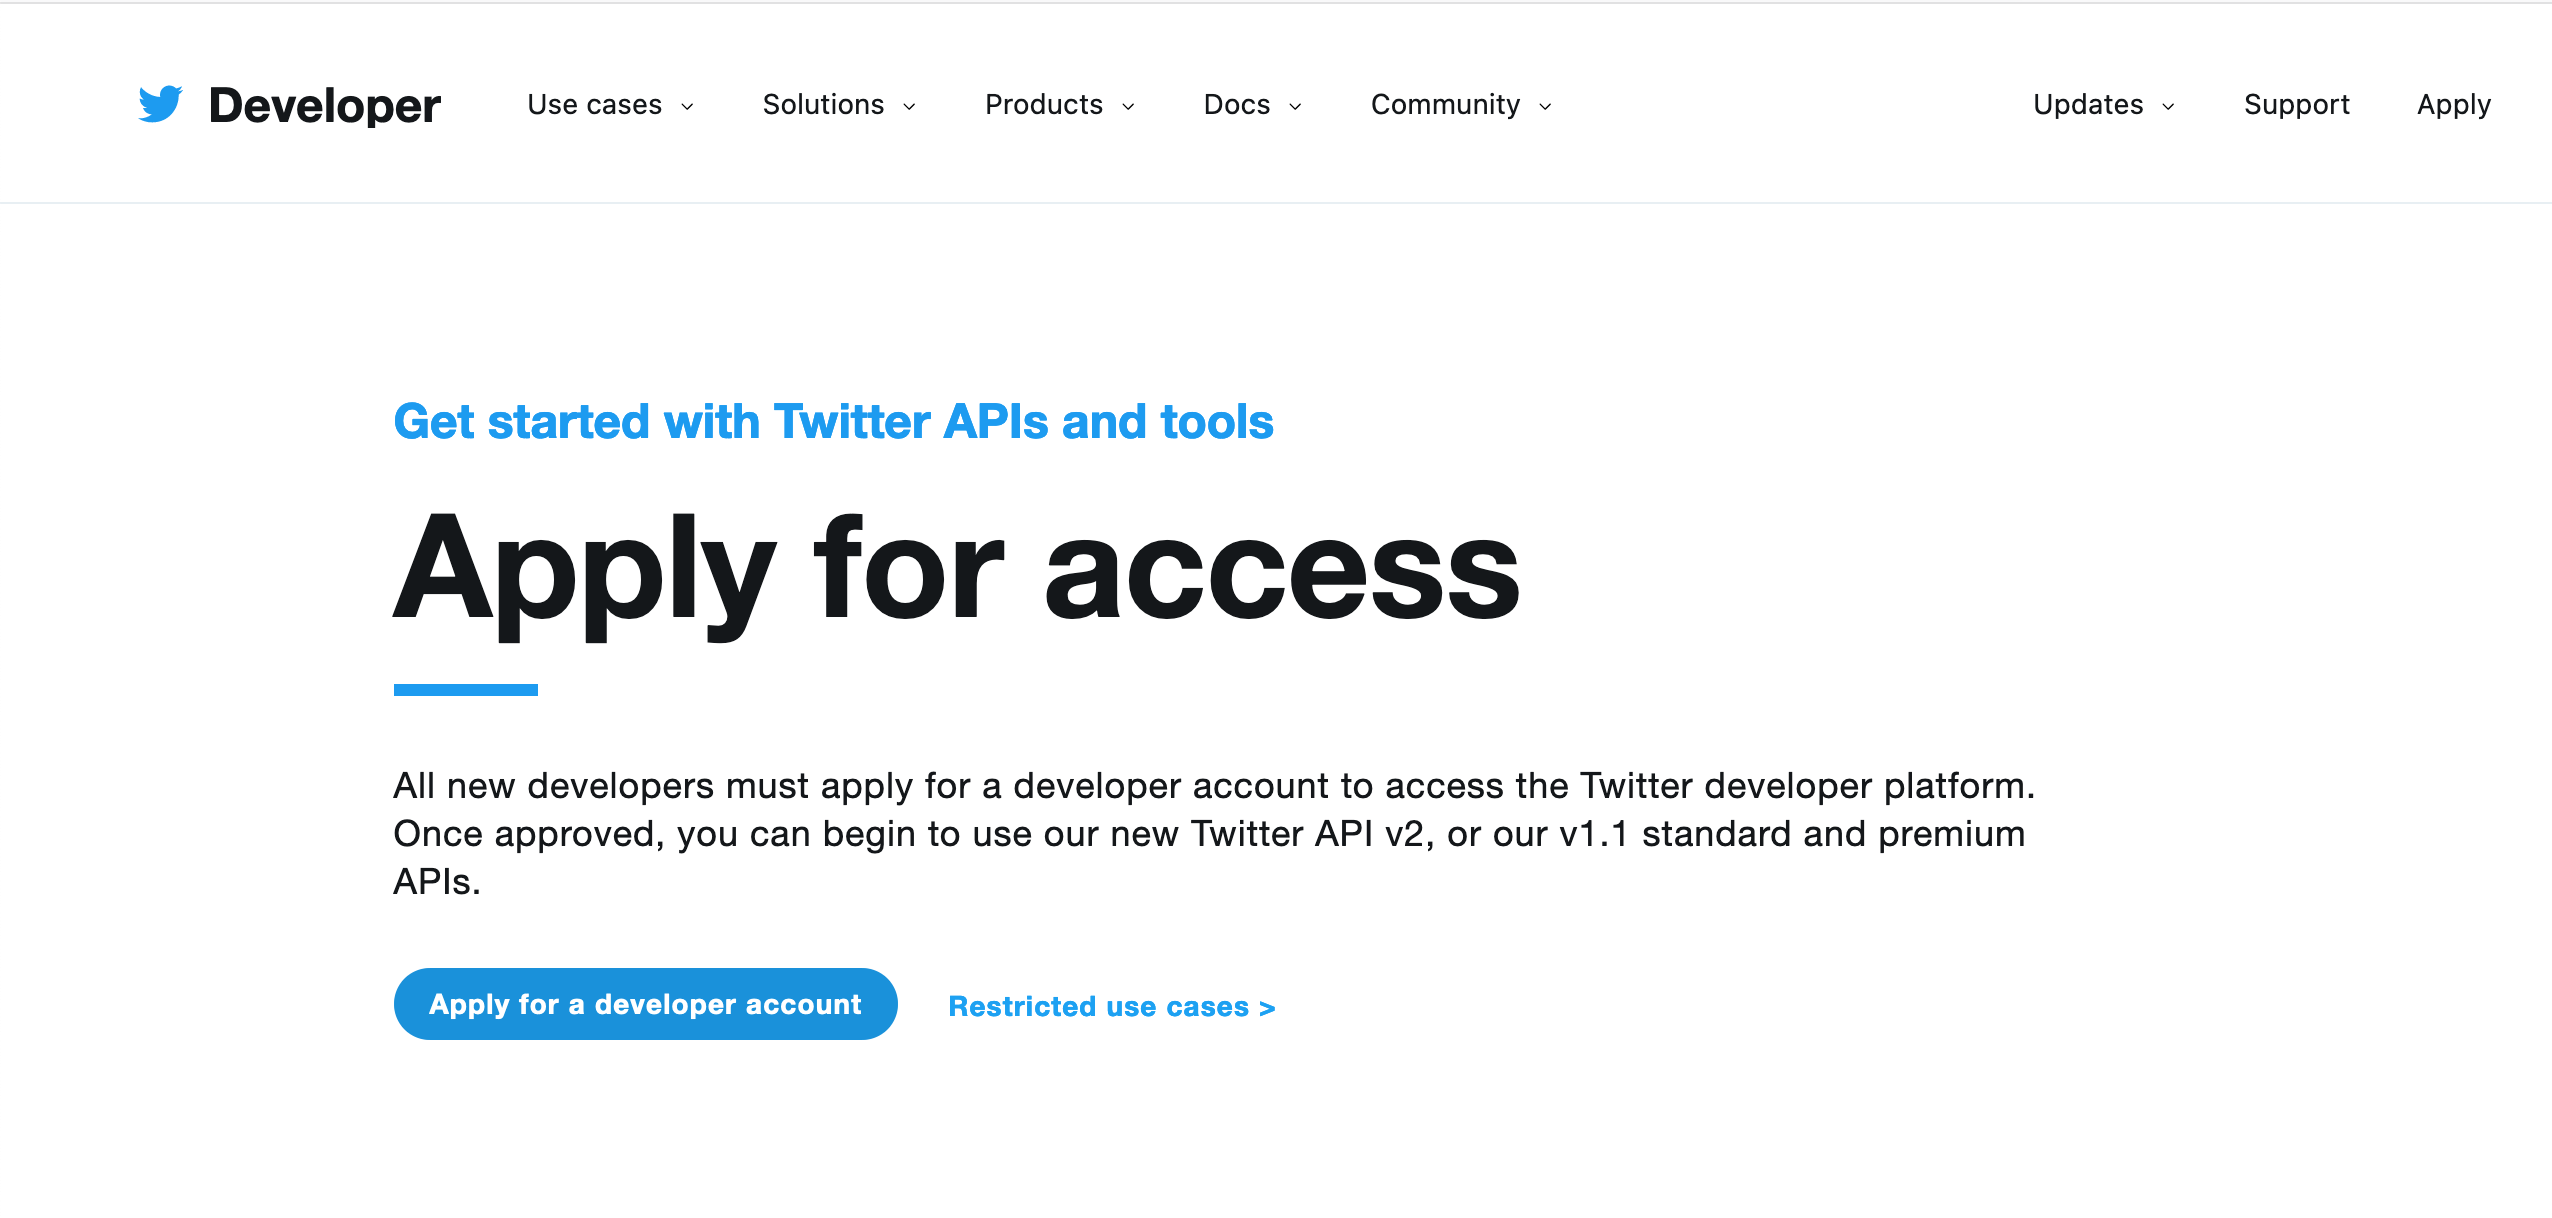 Developer Use cases Solutions Products Docs Community Updates Support Apply
Get started with Twitter APIs and tools
Apply for access
All new developers must apply for a developer account to access the Twitter developer platform.
Once approved, you can begin to use our new Twitter API v2, or our v1.1 standard and premium
APIs.
Apply for a developer account Restricted use cases >